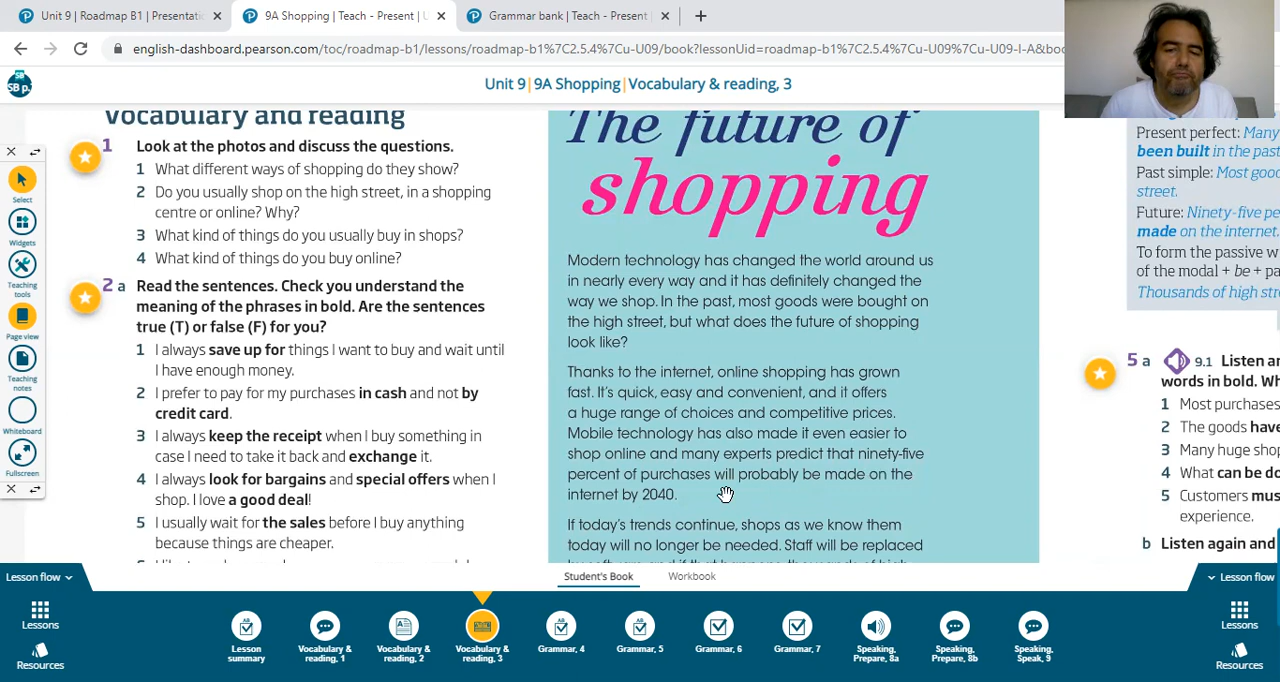 Unit 9 | Roadmap B1 | Presentati
9A Shopping | Teach - Present | U
Grammar bank | Teach - Present
english-dashboard.pearson.com/toc/roadmap-b1/lessons/roadmap-b1%7C2.5.4%7Cu-U09/book?lessonUid=roadmap-b1%7C2.5.4%7Cu-U09%7Cu-U09-I-A&boo
SB
SB p.
Unit 9 | 9A Shopping | Vocabulary & reading, 3
Select
Widgets
Teaching
tools
Page view
Teaching
notes
Whiteboard
Fullscreen
Vocabulary and reading
1 Look at the photos and discuss the questions.
1 What different ways of shopping do they show?
2 Do you usually shop on the high street, in a shopping
centre or online? Why?
3 What kind of things do you usually buy in shops?
4 What kind of things do you buy online?
2 a Read the sentences. Check you understand the
meaning of the phrases in bold. Are the sentences
true (T) or false (F) for you?
1 I always save up for things I want to buy and wait until
I have enough money.
2 I prefer to pay for my purchases in cash and not by
credit card.
3 I always keep the receipt when I buy something in
case I need to take it back and exchange it.
4 I always look for bargains and special offers when I
shop. I love a good deal!
5 I usually wait for the sales before I buy anything
because things are cheaper.
The future of
shopping
Modern technology has changed the world around us
in nearly every way and it has definitely changed the
way we shop. In the past, most goods were bought on
the high street, but what does the future of shopping
look like?
Thanks to the internet, online shopping has grown
fast. It's quick, easy and convenient, and it offers
a huge range of choices and competitive prices.
Mobile technology has also made it even easier to
shop online and many experts predict that ninety-five
percent of purchases will probably be made on the
internet by 2040.
If today's trends continue, shops as we know them
today will no longer be needed. Staff will be replaced
Present perfect: Many
been built in the past
Past simple: Most good
street.
Future: Ninety-five pe
made on the internet.
To form the passive w
of the modal + be + pa
Thousands of high str
5 a 9.1 Listen an
words in bold. Wh
1 Most purchases
2 The goods have
3 Many huge shop
4 What can be do
5 Customers mus
experience.
b Listen again and
Student's Book
Workbook
Lesson flow
Lessons
Resources
Lesson
summary
Vocabulary &
reading, 1
Vocabulary &
reading, 2
Vocabulary &
reading, 3
Grammar, 4
Grammar, 5
Grammar, 6
Grammar, 7
Speaking,
Prepare, 8a
Speaking,
Prepare, 8b
Speaking,
Speak, 9
Lesson flow
Lessons
Resources